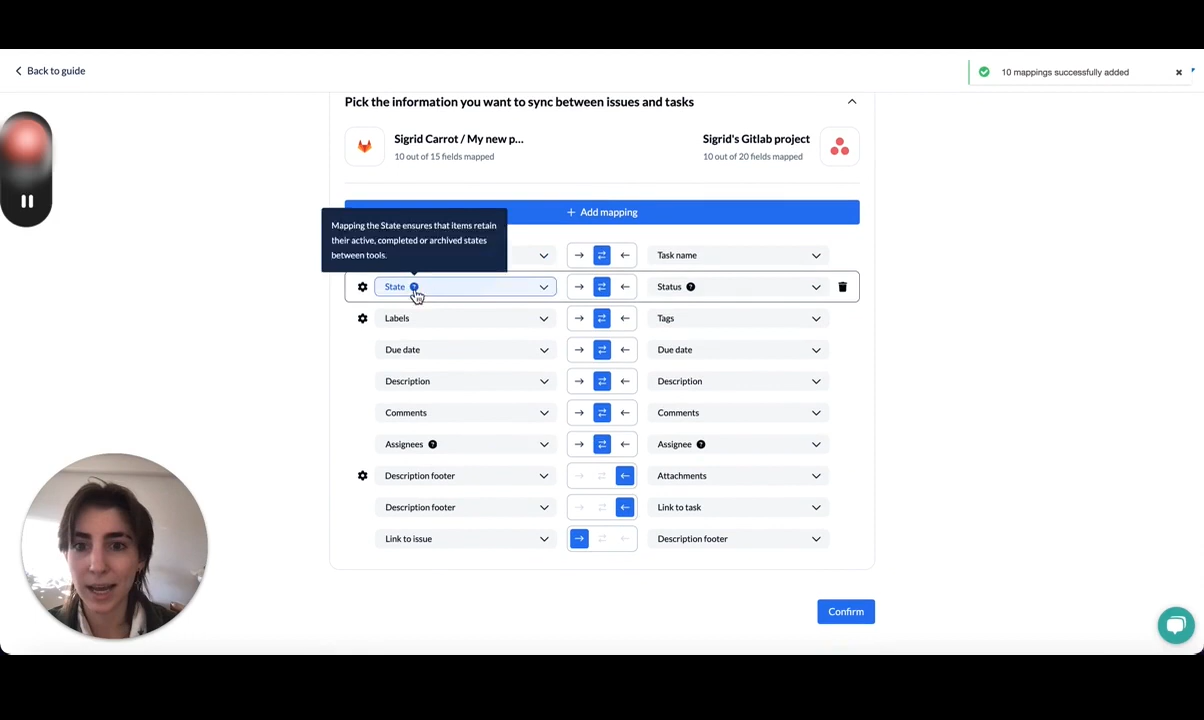 Back to guide
10 mappings successfully added
Pick the information you want to sync between issues and tasks
Sigrid Carrot / My new p...
10 out of 15 fields mapped
Sigrid's Gitlab project
10 out of 20 fields mapped
+ Add mapping
Mapping the State ensures that items retain
their active, completed or archived states
between tools.
Task name
State ?
Status ?
Labels
Tags
Due date
Due date
Description
Description
Comments
Comments
Assignees ?
Assignee ?
Description footer
Attachments
Description footer
Link to task
Link to issue
Description footer
Confirm